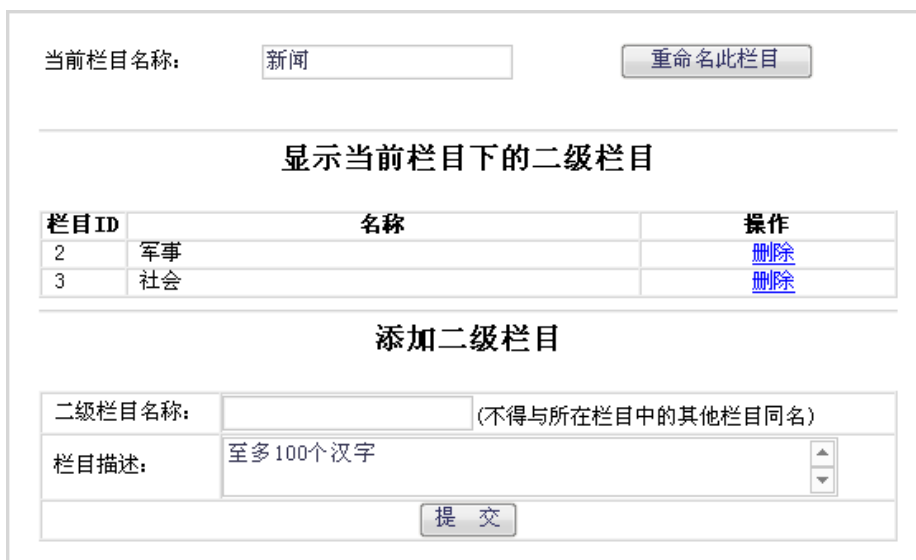 当前栏目名称： 新闻 重命名此栏目
显示当前栏目下的二级栏目
栏目ID 名称 操作
2 军事 删除
3 社会 删除
添加二级栏目
二级栏目名称： (不得与所在栏目中的其他栏目同名)
栏目描述： 至多100个汉字
提 交